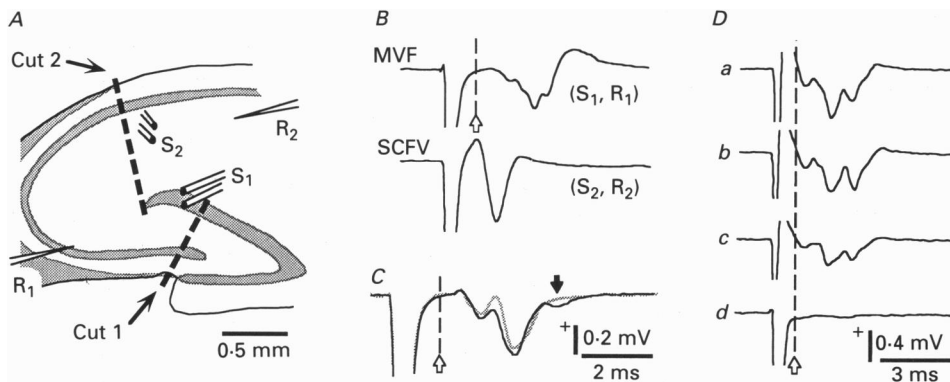 A
Cut 2
S2
R2
S1
R1
Cut 1
0·5 mm
B
MVF
(S1, R1)
SCFV
(S2, R2)
C
+
0·2 mV
2 ms
D
a
b
c
d
+
0·4 mV
3 ms